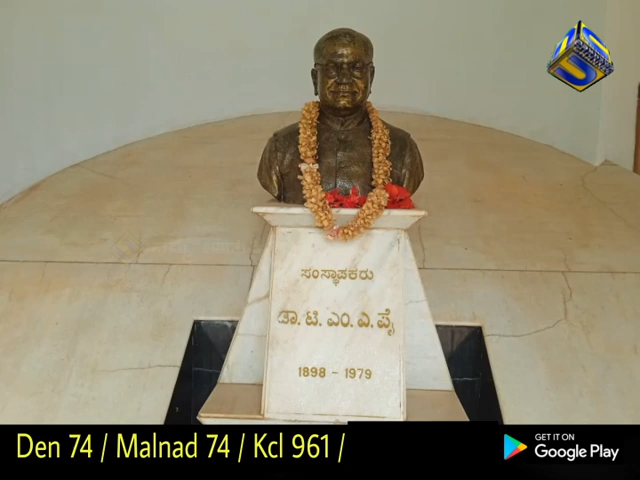 ಸಂಸ್ಥಾಪಕರು
ಡಾ. ಟಿ. ಎಂ. ಎ. ಪೈ
1898 - 1979
Den 74 / Malnad 74 / Kcl 961 /
GET IT ON
Google Play